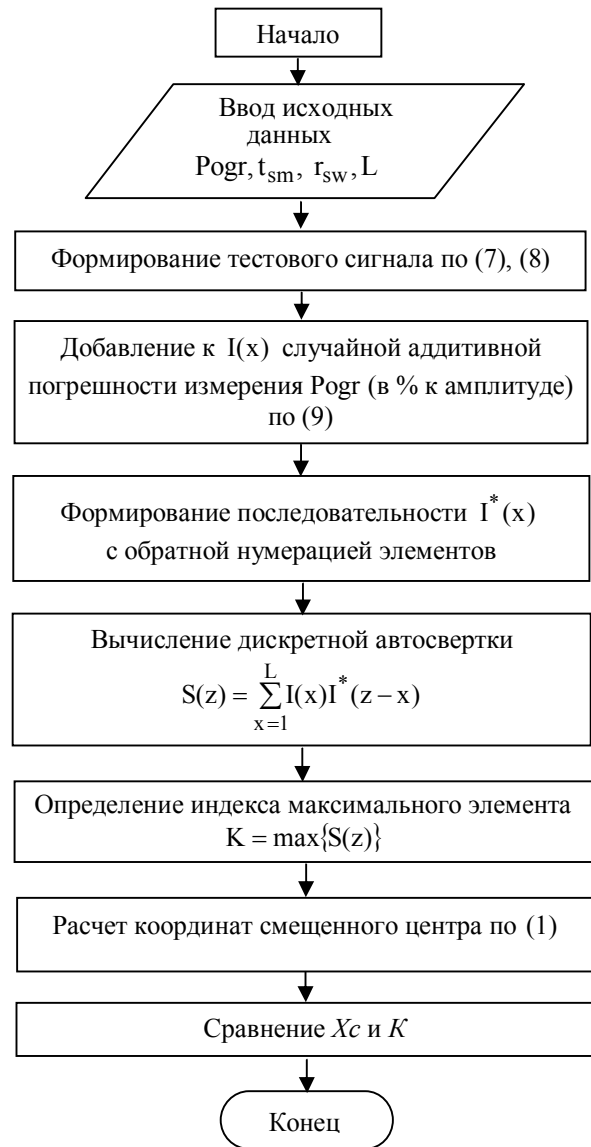 Начало
Ввод исходных
данных
Pogr, t_sm, r_sw, L
Формирование тестового сигнала по (7), (8)
Добавление к I(x) случайной аддитивной
погрешности измерения Pogr (в % к амплитуде)
по (9)
Формирование последовательности I*(x)
с обратной нумерацией элементов
Вычисление дискретной автосвертки
S(z) = ∑_{x=1}^{L} I(x)I*(z−x)
Определение индекса максимального элемента
K = max{S(z)}
Расчет координат смещенного центра по (1)
Сравнение Xc и K
Конец